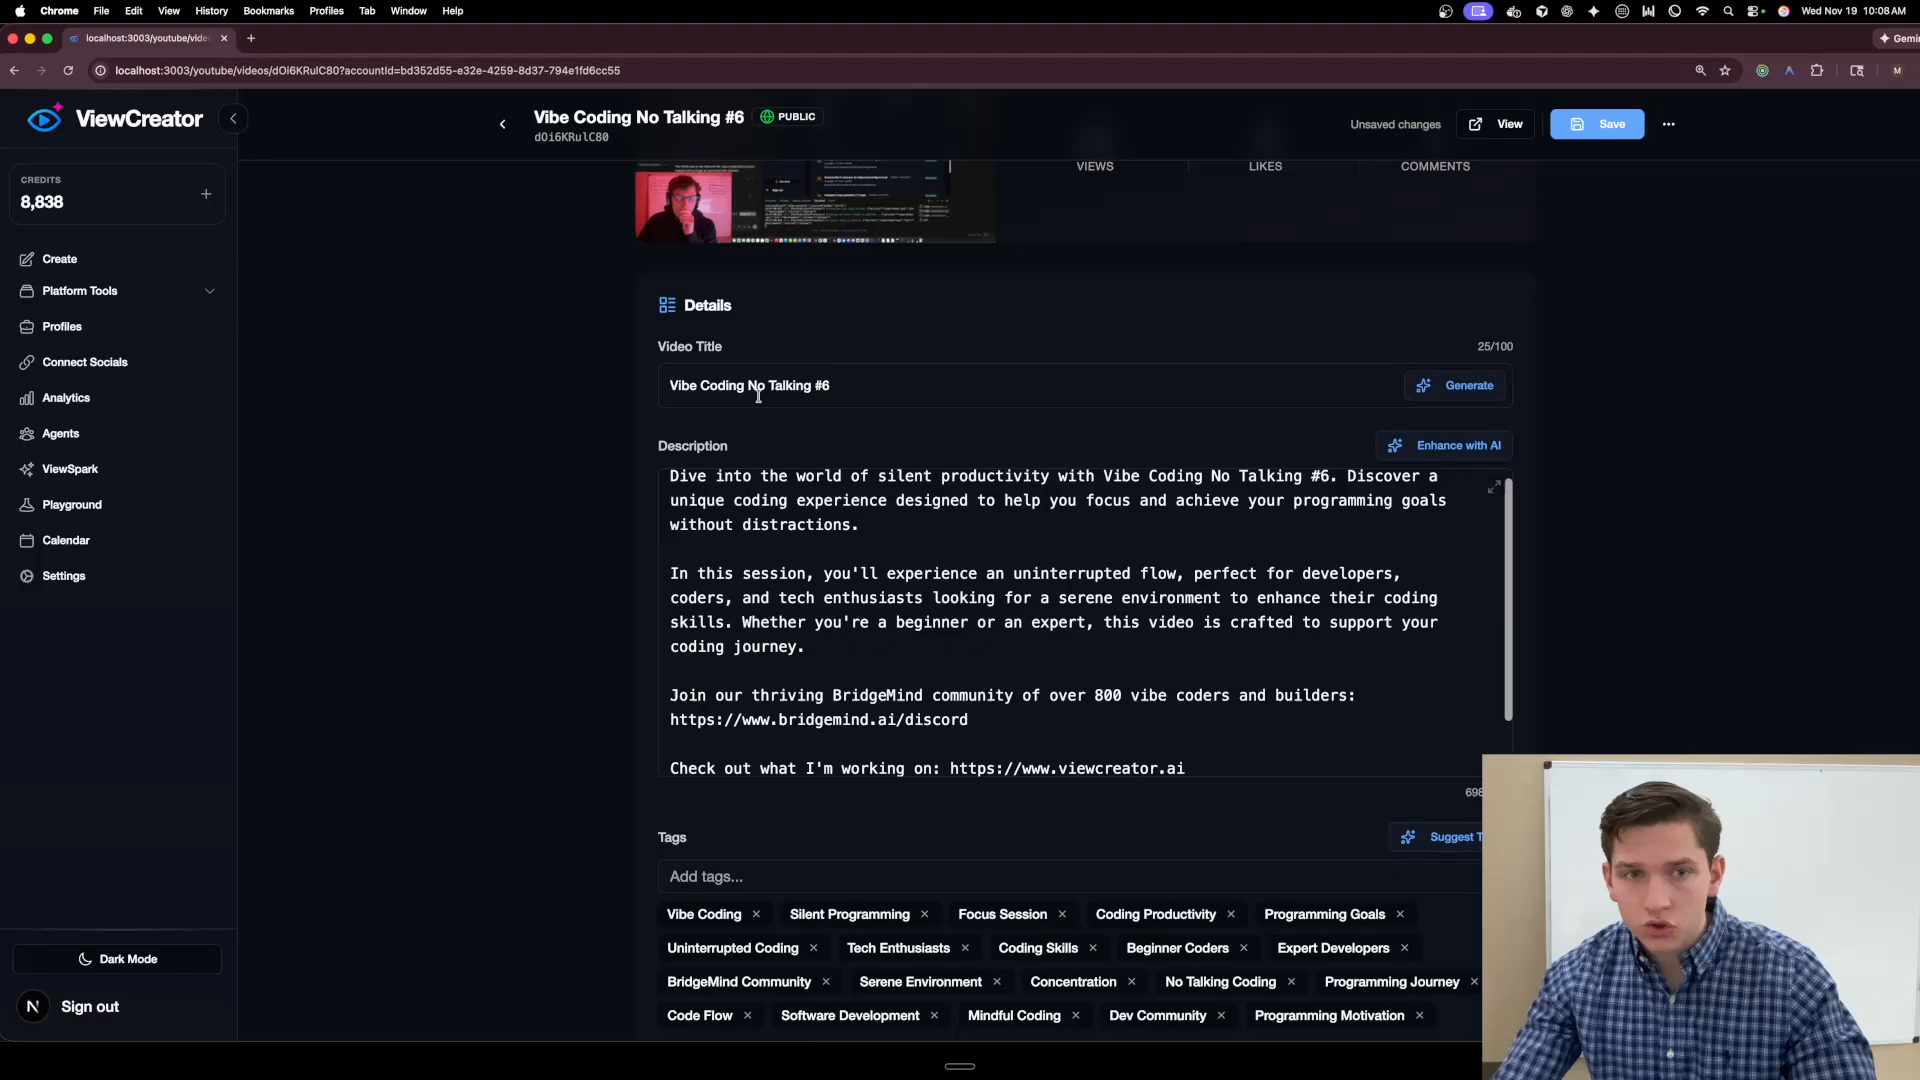 Chrome File Edit View History Bookmarks Profiles Tab Window Help
Wed Nov 19 10:08 AM
localhost:3003/youtube/vide
Gemi
localhost:3003/youtube/videos/dOi6KRulC80?accountId=bd352d55-e32e-4259-8d37-794e1fd6cc55
M
ViewCreator
CREDITS
8,838
Create
Platform Tools
Profiles
Connect Socials
Analytics
Agents
ViewSpark
Playground
Calendar
Settings
Dark Mode
N Sign out
Vibe Coding No Talking #6 PUBLIC
dOi6KRulC80
Unsaved changes View Save
VIEWS LIKES COMMENTS
Details
Video Title 25/100
Vibe Coding No Talking #6 Generate
Description Enhance with AI
Dive into the world of silent productivity with Vibe Coding No Talking #6. Discover a
unique coding experience designed to help you focus and achieve your programming goals
without distractions.
In this session, you'll experience an uninterrupted flow, perfect for developers,
coders, and tech enthusiasts looking for a serene environment to enhance their coding
skills. Whether you're a beginner or an expert, this video is crafted to support your
coding journey.
Join our thriving BridgeMind community of over 800 vibe coders and builders:
https://www.bridgemind.ai/discord
Check out what I'm working on: https://www.viewcreator.ai
698
Tags Suggest T
Add tags...
Vibe Coding × Silent Programming × Focus Session × Coding Productivity × Programming Goals ×
Uninterrupted Coding × Tech Enthusiasts × Coding Skills × Beginner Coders × Expert Developers ×
BridgeMind Community × Serene Environment × Concentration × No Talking Coding × Programming Journey ×
Code Flow × Software Development × Mindful Coding × Dev Community × Programming Motivation ×